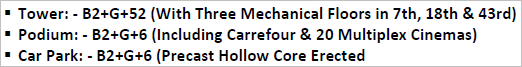 ▪ Tower: - B2+G+52 (With Three Mechanical Floors in 7th, 18th & 43rd)
▪ Podium: - B2+G+6 (Including Carrefour & 20 Multiplex Cinemas)
▪ Car Park: - B2+G+6 (Precast Hollow Core Erected